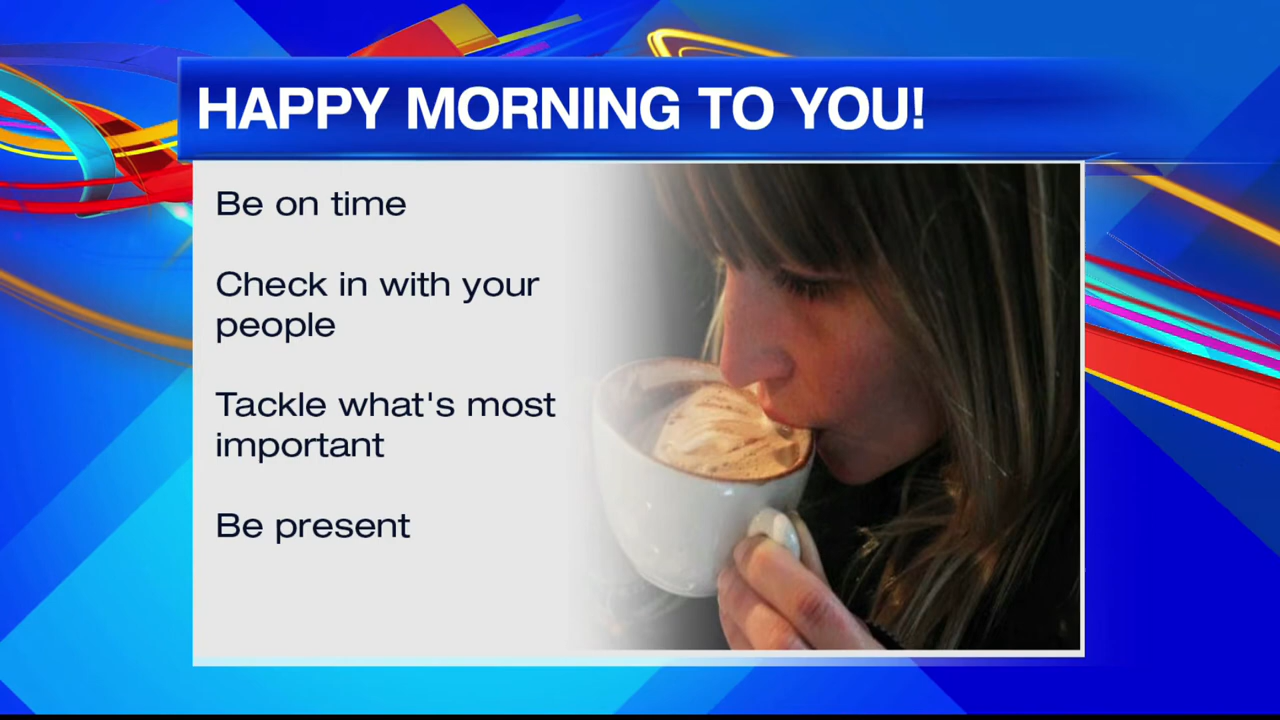 HAPPY MORNING TO YOU!
Be on time
Check in with your
people
Tackle what's most
important
Be present